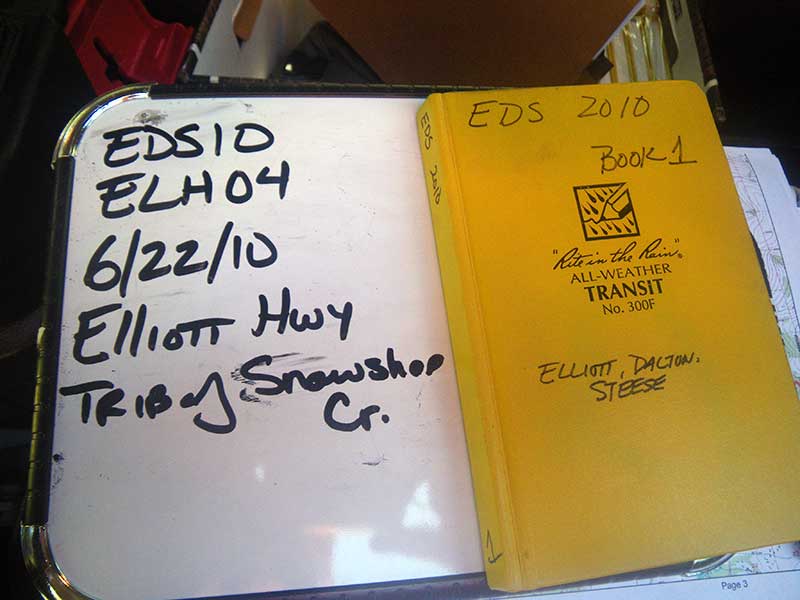 EDS10
ELH04
6/22/10
Elliott Hwy
TRIB of Snowshoe
Cr.
EDS 2010
EDS 2010
BOOK 1
"Rite in the Rain"®
ALL-WEATHER
TRANSIT
No. 300F
ELLIOTT, DALTON.
STEESE
1
Page 3